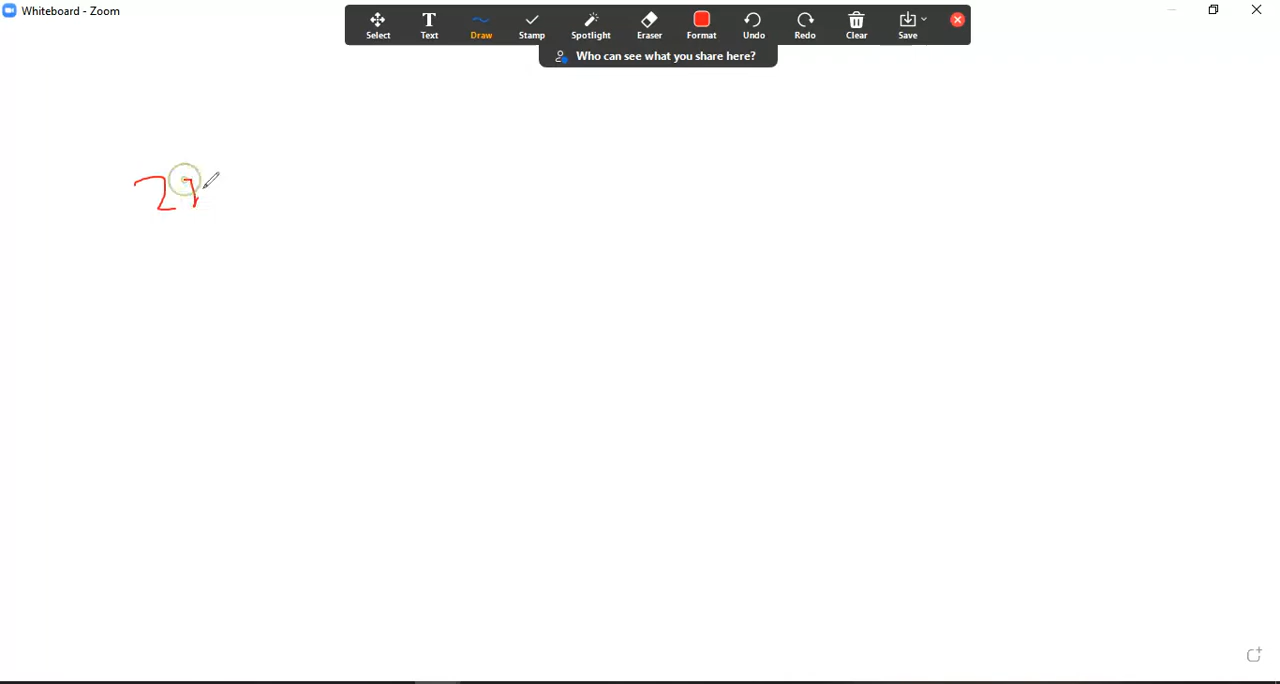 Whiteboard - Zoom
Select Text Draw Stamp Spotlight Eraser Format Undo Redo Clear Save
Who can see what you share here?